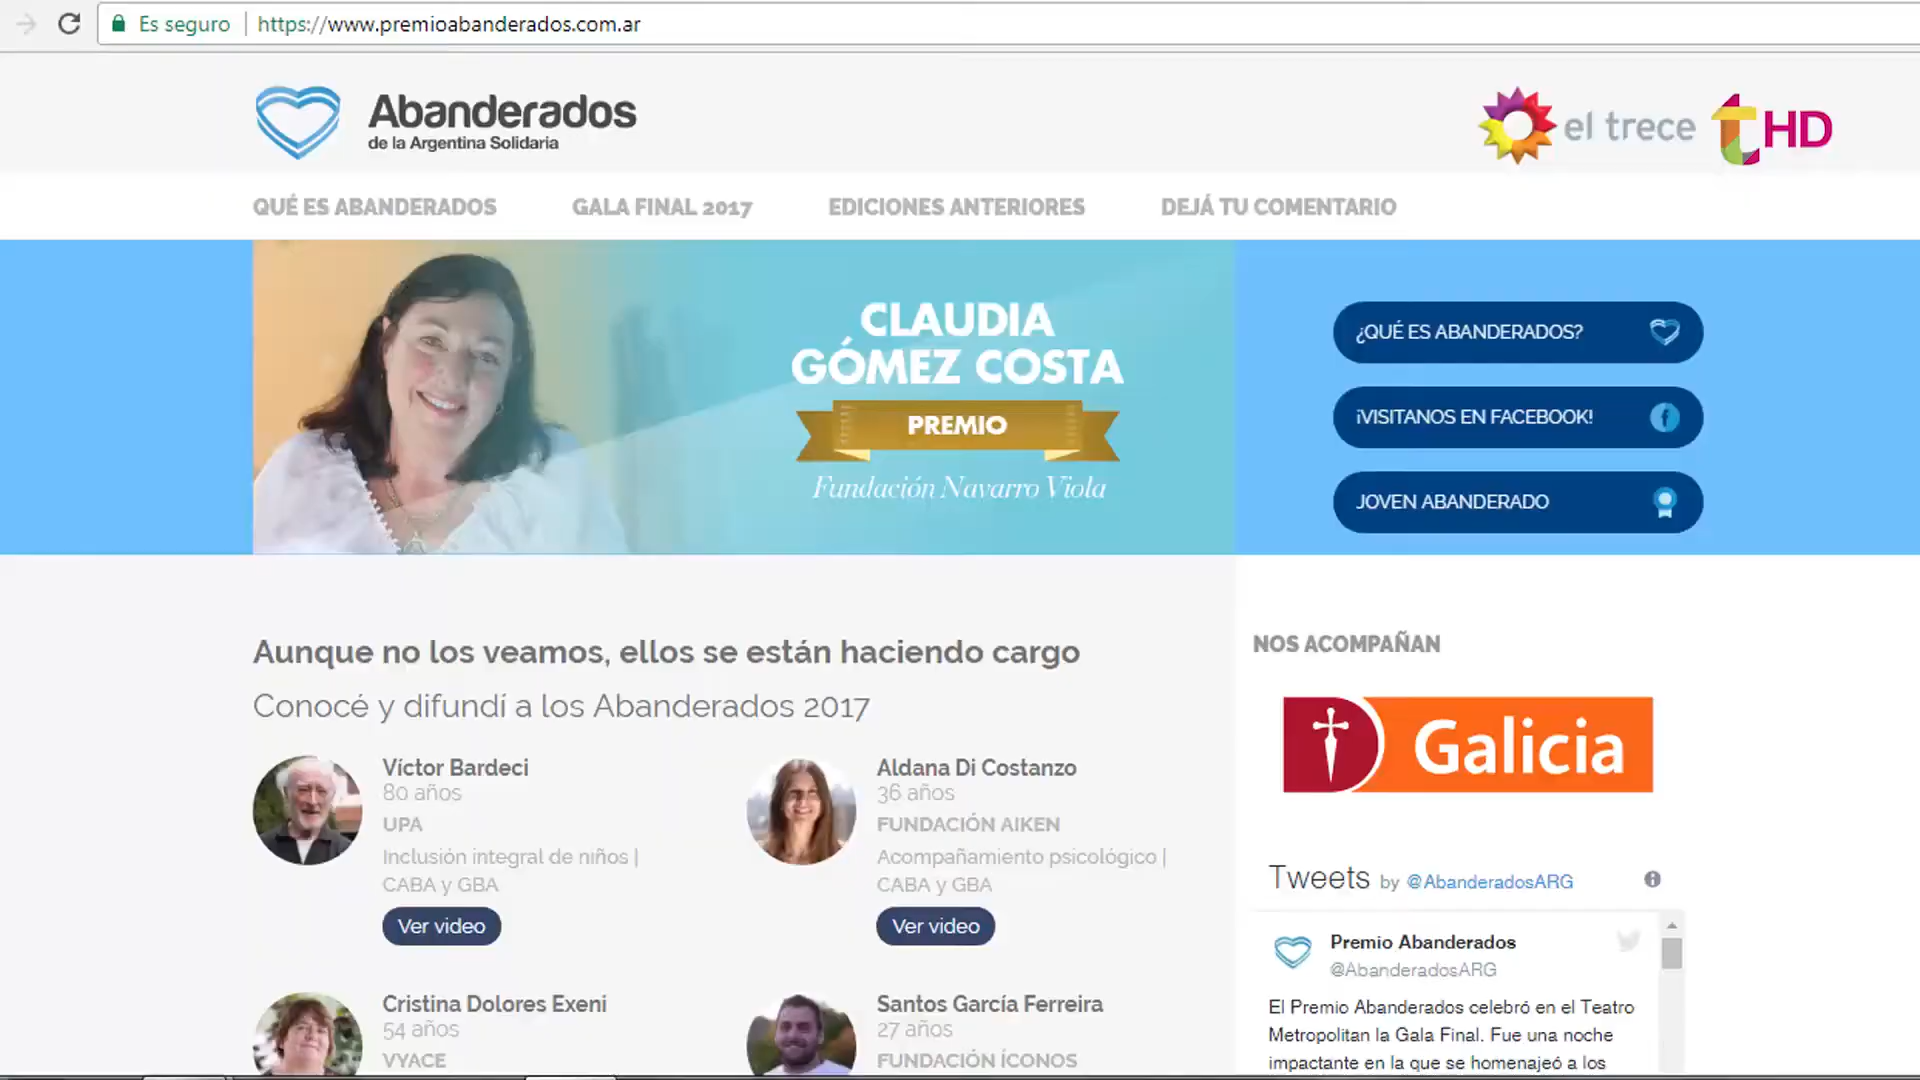 Es seguro | https://www.premioabanderados.com.ar
Abanderados
de la Argentina Solidaria
el trece tHD
QUÉ ES ABANDERADOS
GALA FINAL 2017
EDICIONES ANTERIORES
DEJÁ TU COMENTARIO
CLAUDIA
GÓMEZ COSTA
PREMIO
Fundación Navarro Viola
¿QUÉ ES ABANDERADOS?
¡VISITANOS EN FACEBOOK!
JOVEN ABANDERADO
Aunque no los veamos, ellos se están haciendo cargo
Conocé y difundí a los Abanderados 2017
Víctor Bardeci
80 años
UPA
Inclusión integral de niños |
CABA y GBA
Ver video
Aldana Di Costanzo
36 años
FUNDACIÓN AIKEN
Acompañamiento psicológico |
CABA y GBA
Ver video
Cristina Dolores Exeni
54 años
VYACE
Santos García Ferreira
27 años
FUNDACIÓN ÍCONOS
NOS ACOMPAÑAN
Galicia
Tweets by @AbanderadosARG
Premio Abanderados
@AbanderadosARG
El Premio Abanderados celebró en el Teatro
Metropolitan la Gala Final. Fue una noche
impactante en la que se homenajeó a los